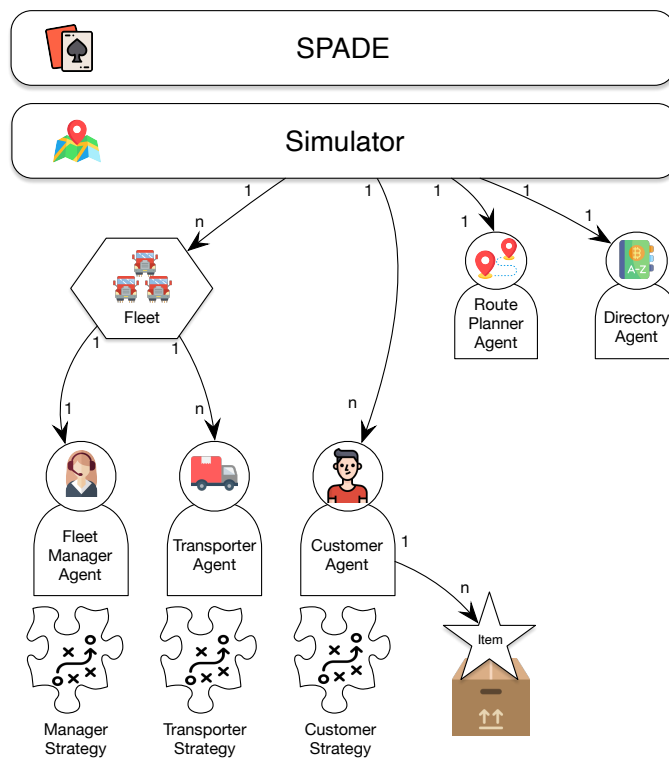 SPADE
Simulator
1
1
1
1
n
1
1
Fleet
A-Z
Route
Planner
Agent
Directory
Agent
1
1
1
n
n
Fleet
Manager
Agent
Transporter
Agent
Customer
Agent
1
n
Item
Manager
Strategy
Transporter
Strategy
Customer
Strategy